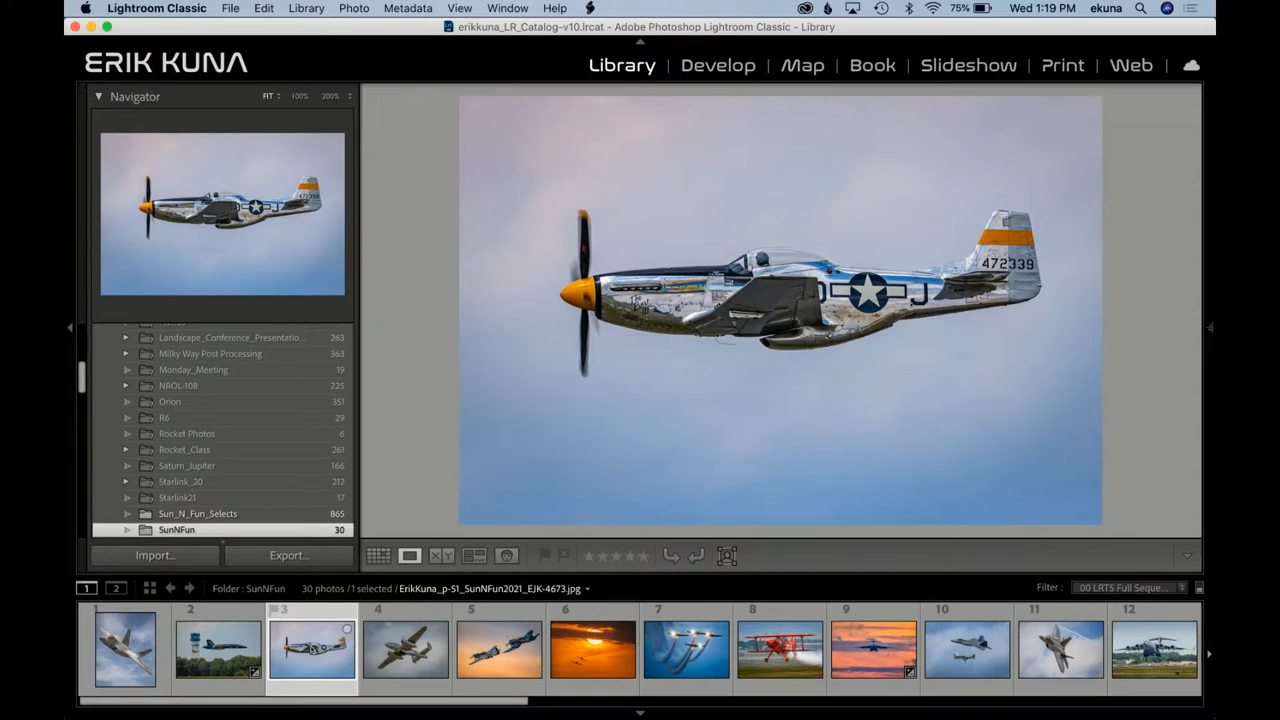 Lightroom Classic File Edit Library Photo Metadata View Window Help 75% Wed 1:19 PM ekuna
erikkuna_LR_Catalog-v10.lrcat - Adobe Photoshop Lightroom Classic - Library
ERIK KUNA Library | Develop | Map | Book | Slideshow | Print | Web
Navigator FIT 100% 200%
472339
J
Landscape_Conference_Presentatio... 263
Milky Way Post Processing 363
Monday_Meeting 19
NROL-108 225
Orion 351
R6 29
Rocket Photos 6
Rocket_Class 261
Saturn_Jupiter 166
Starlink_20 212
Starlink21 17
Sun_N_Fun_Selects 865
SunNFun 30
Import... Export... XY
1 2 Folder : SunNFun 30 photos / 1 selected / ErikKuna_p-51_SunNFun2021_EJK-4673.jpg Filter : 00 LRT5 Full Seque...
1 2 3 4 5 6 7 8 9 10 11 12